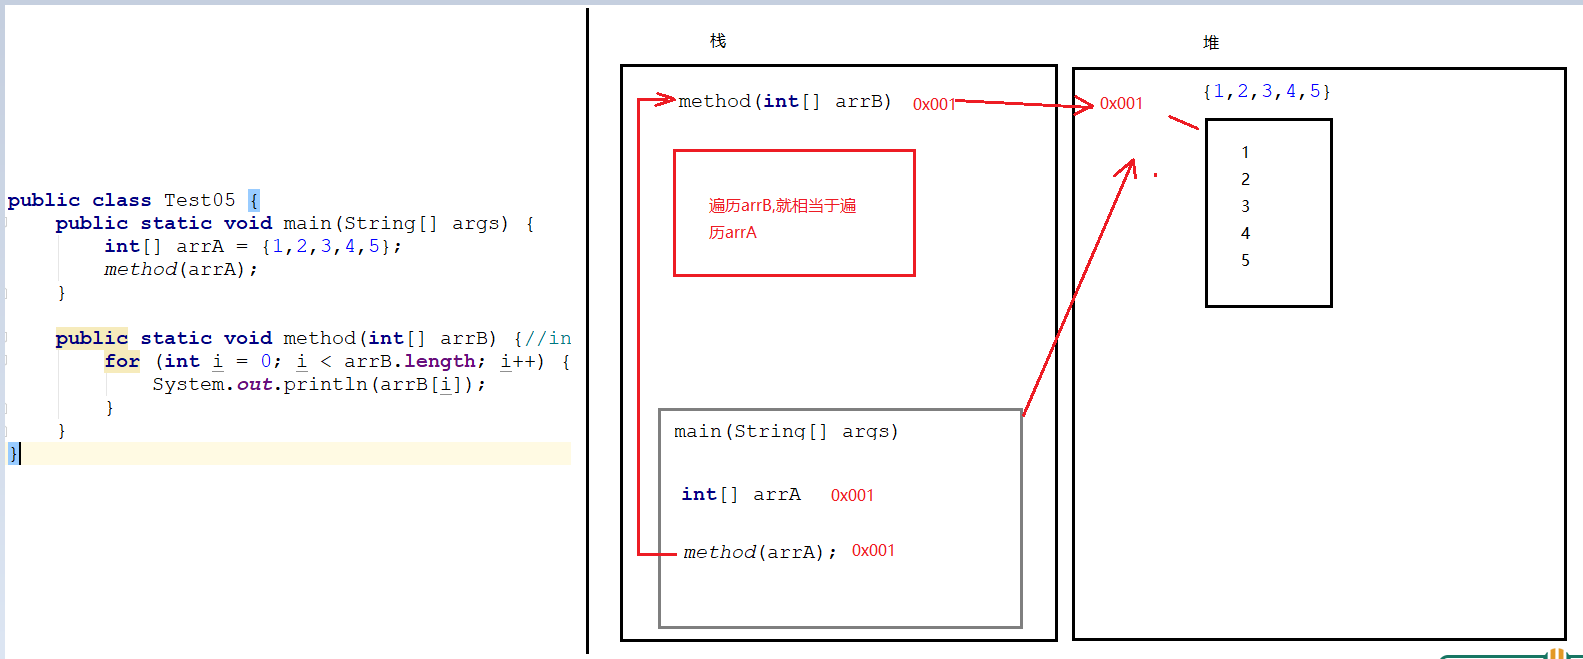 public class Test05 {
    public static void main(String[] args) {
        int[] arrA = {1,2,3,4,5};
        method(arrA);
    }
    public static void method(int[] arrB) {//in
        for (int i = 0; i < arrB.length; i++) {
            System.out.println(arrB[i]);
        }
    }
}
栈
method(int[] arrB) 0x001
遍历arrB,就相当于遍
历arrA
main(String[] args)
int[] arrA 0x001
method(arrA); 0x001
堆
0x001
{1,2,3,4,5}
1
2
3
4
5